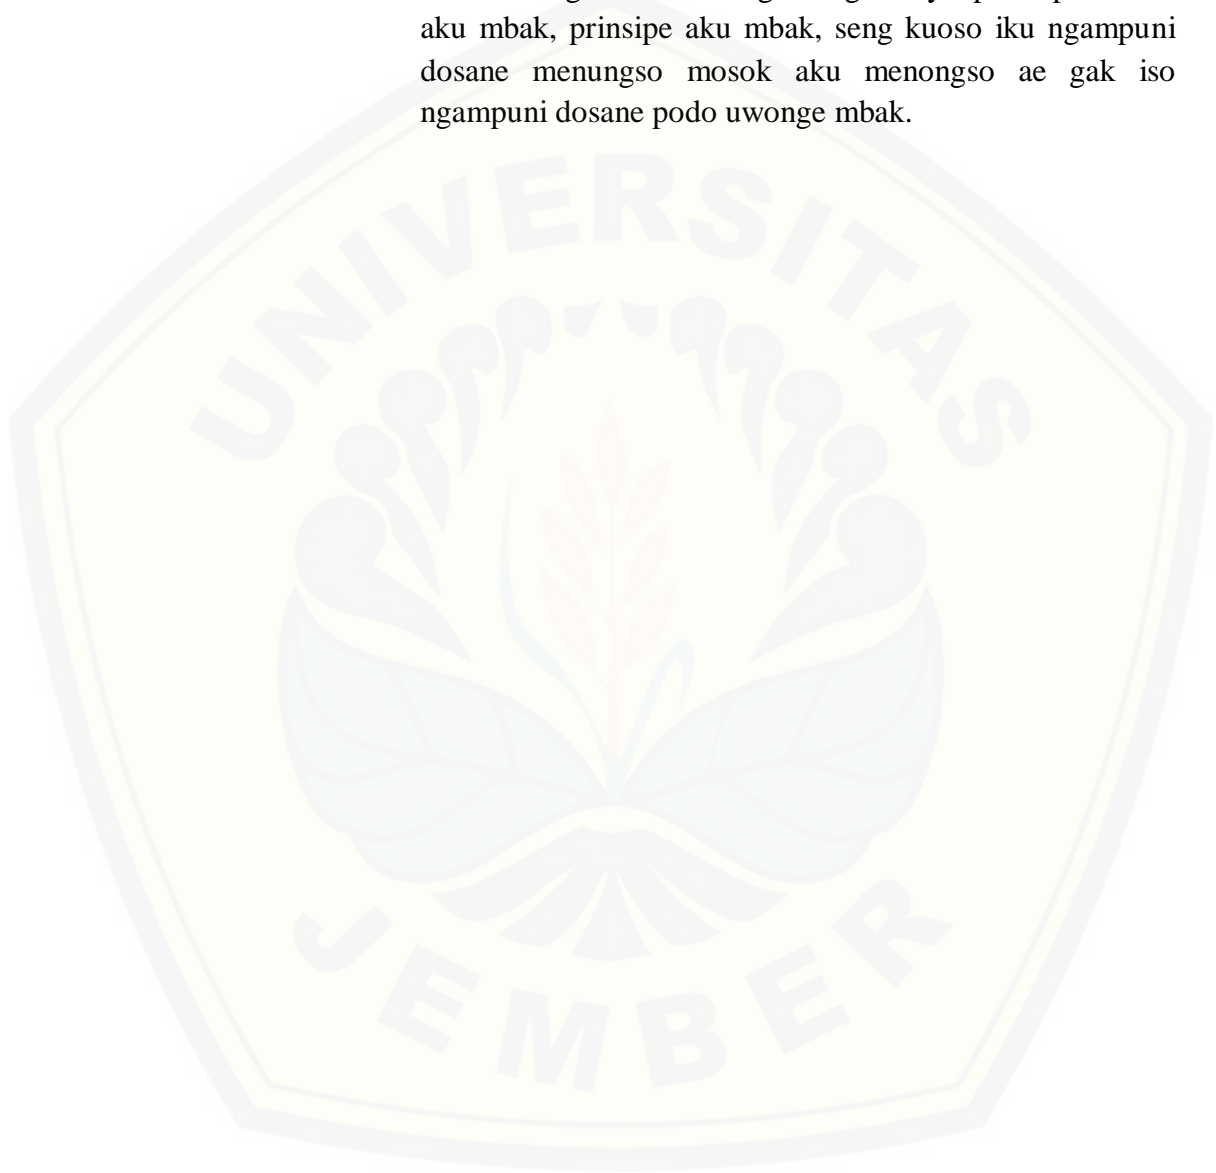 aku mbak, prinsipe aku mbak, seng kuoso iku ngampuni
dosane menungso mosok aku menongso ae gak iso
ngampuni dosane podo uwonge mbak.
UNIVERSITAS
JEMBER